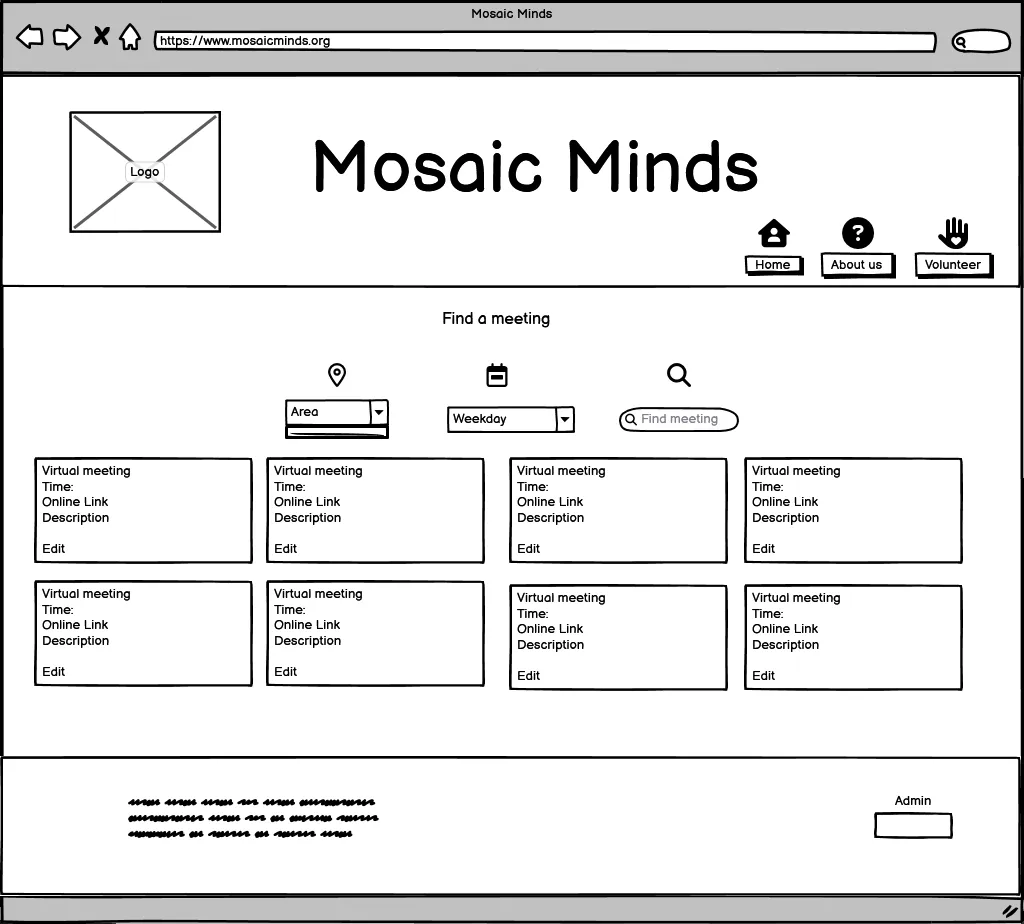 Mosaic Minds
https://www.mosaicminds.org
Logo
Mosaic Minds
Home
About us
Volunteer
Find a meeting
Area
Weekday
Find meeting
Virtual meeting
Time:
Online Link
Description
Edit
Virtual meeting
Time:
Online Link
Description
Edit
Virtual meeting
Time:
Online Link
Description
Edit
Virtual meeting
Time:
Online Link
Description
Edit
Virtual meeting
Time:
Online Link
Description
Edit
Virtual meeting
Time:
Online Link
Description
Edit
Virtual meeting
Time:
Online Link
Description
Edit
Virtual meeting
Time:
Online Link
Description
Edit
Admin